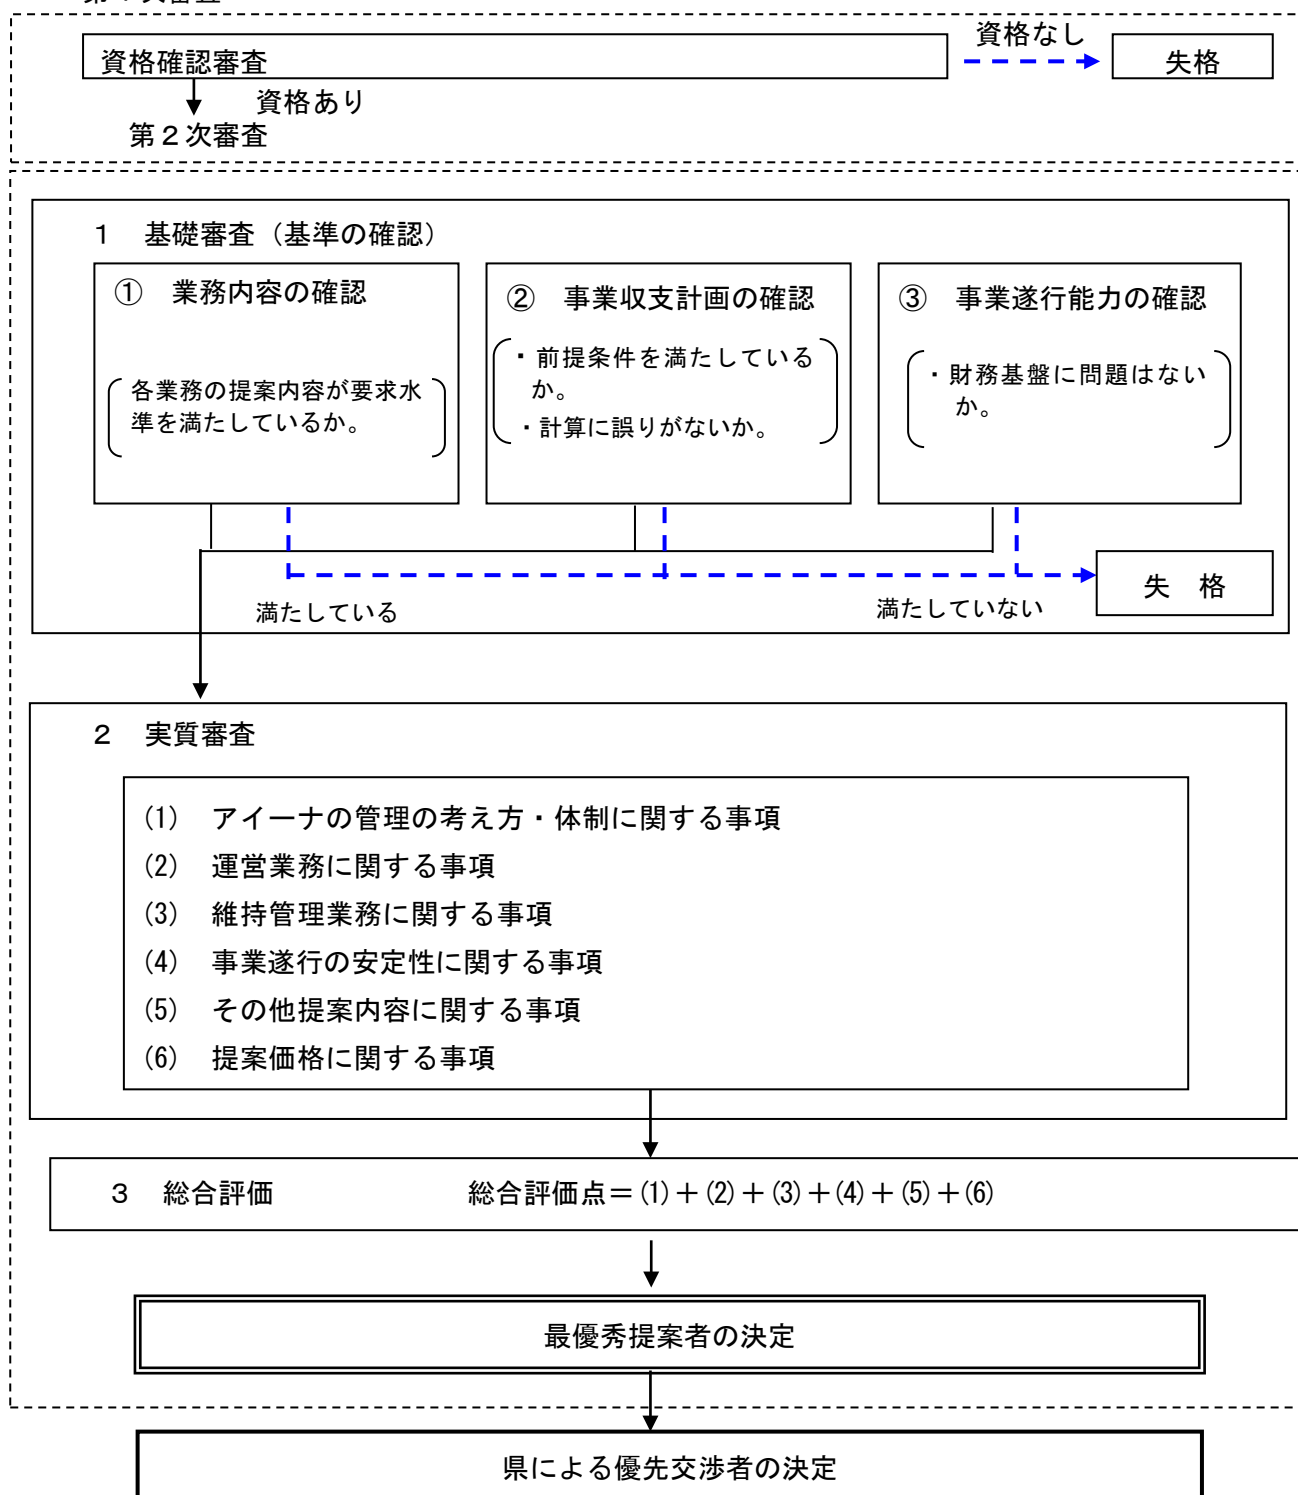 資格なし
資格確認審査
失格
資格あり
第２次審査
１　基礎審査（基準の確認）
①　業務内容の確認
各業務の提案内容が要求水
準を満たしているか。
②　事業収支計画の確認
・前提条件を満たしている
か。
・計算に誤りがないか。
③　事業遂行能力の確認
・財務基盤に問題はない
か。
満たしている
満たしていない
失　格
２　実質審査
(1)　アイーナの管理の考え方・体制に関する事項
(2)　運営業務に関する事項
(3)　維持管理業務に関する事項
(4)　事業遂行の安定性に関する事項
(5)　その他提案内容に関する事項
(6)　提案価格に関する事項
３　総合評価　総合評価点＝(1)＋(2)＋(3)＋(4)＋(5)＋(6)
最優秀提案者の決定
県による優先交渉者の決定